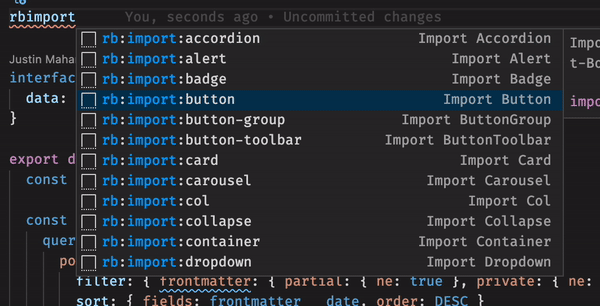 rbimport You, seconds ago • Uncommitted changes
rb:import:accordion Import Accordion
Impo
Justin Maha rb:import:alert Import Alert
t-Bo
interfac rb:import:badge Import Badge
data: rb:import:button Import Button
impo
} rb:import:button-group Import ButtonGroup
rb:import:button-toolbar Import ButtonToolbar
export d rb:import:card Import Card
const rb:import:carousel Import Carousel
rb:import:col Import Col
const rb:import:collapse Import Collapse
quer rb:import:container Import Container
po rb:import:dropdown Import Dropdown
filter: { frontmatter: { partial: { ne: true }, private: { ne:
sort: { fields: frontmatter date, order: DESC }